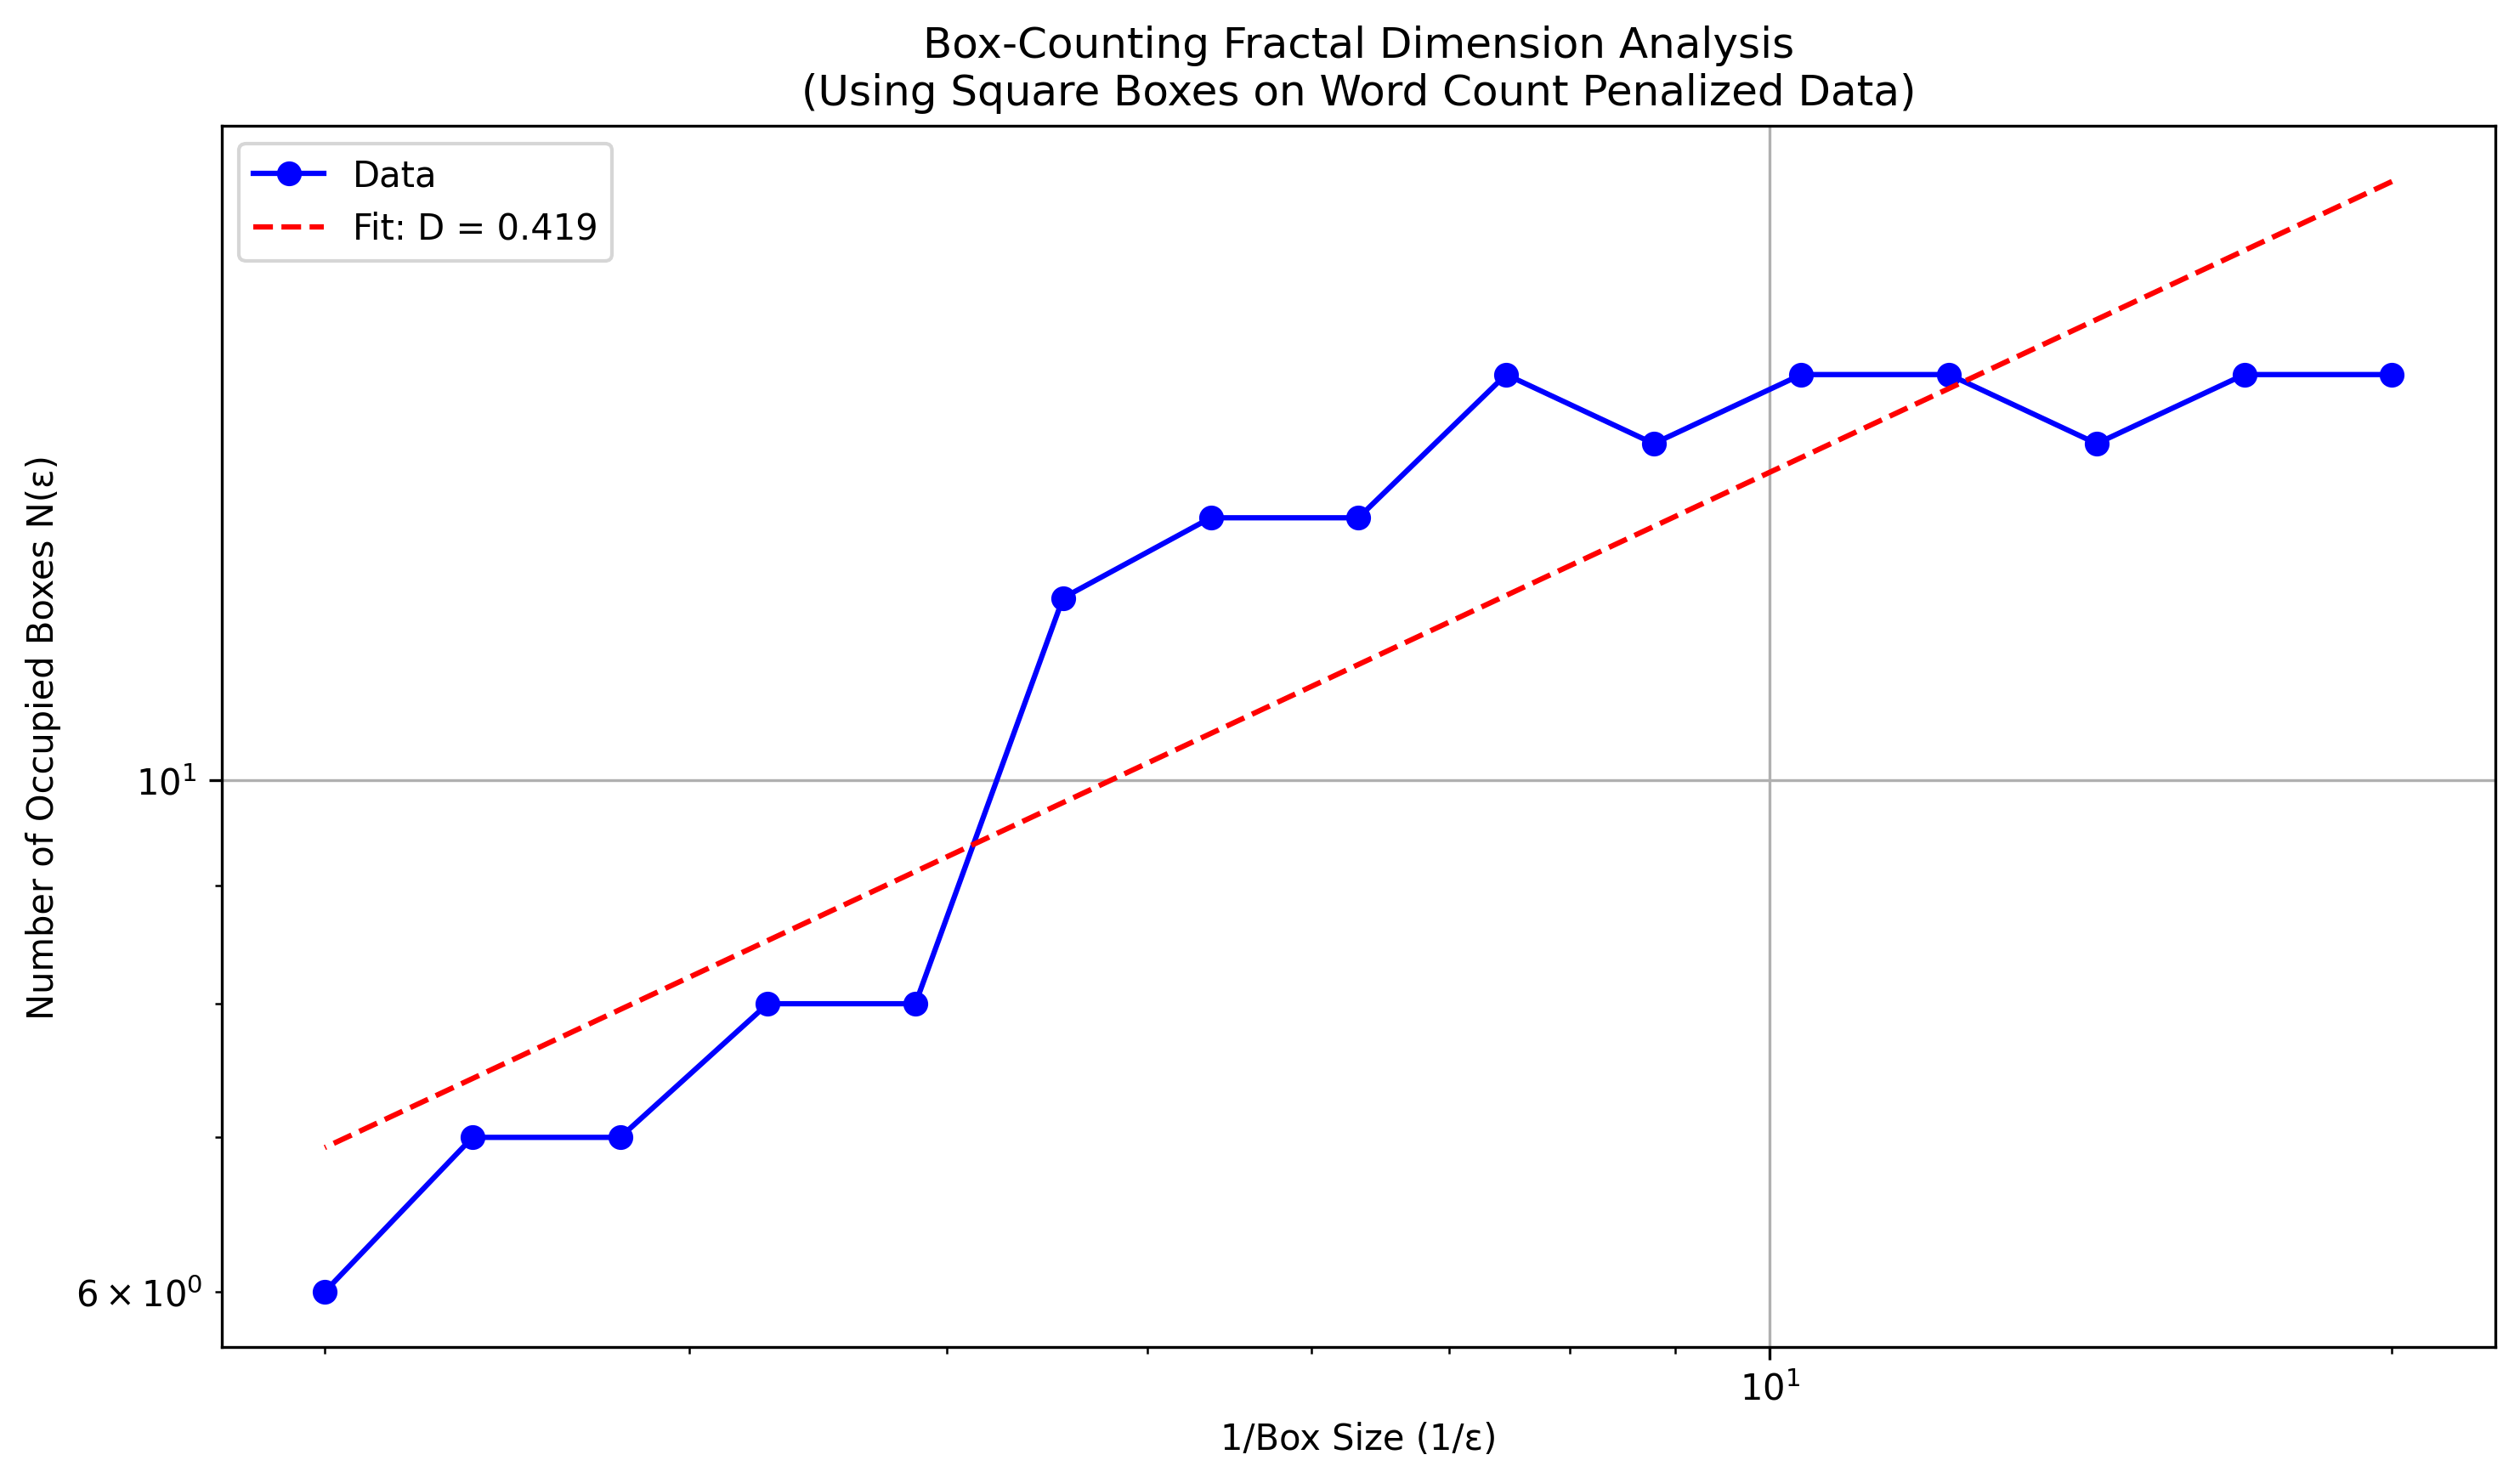 Box-Counting Fractal Dimension Analysis
(Using Square Boxes on Word Count Penalized Data)
Data
Fit: D = 0.419
Number of Occupied Boxes N(ε)
10¹
6 × 10⁰
10¹
1/Box Size (1/ε)